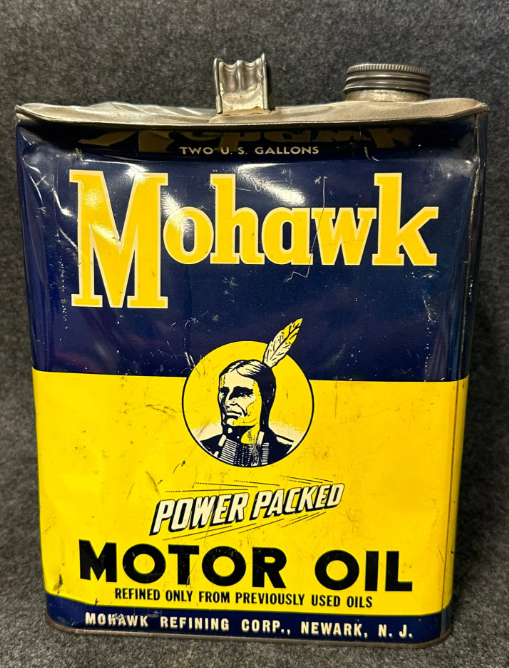 TWO U. S. GALLONS
Mohawk
POWER PACKED
MOTOR OIL
REFINED ONLY FROM PREVIOUSLY USED OILS
MOHAWK REFINING CORP., NEWARK, N. J.